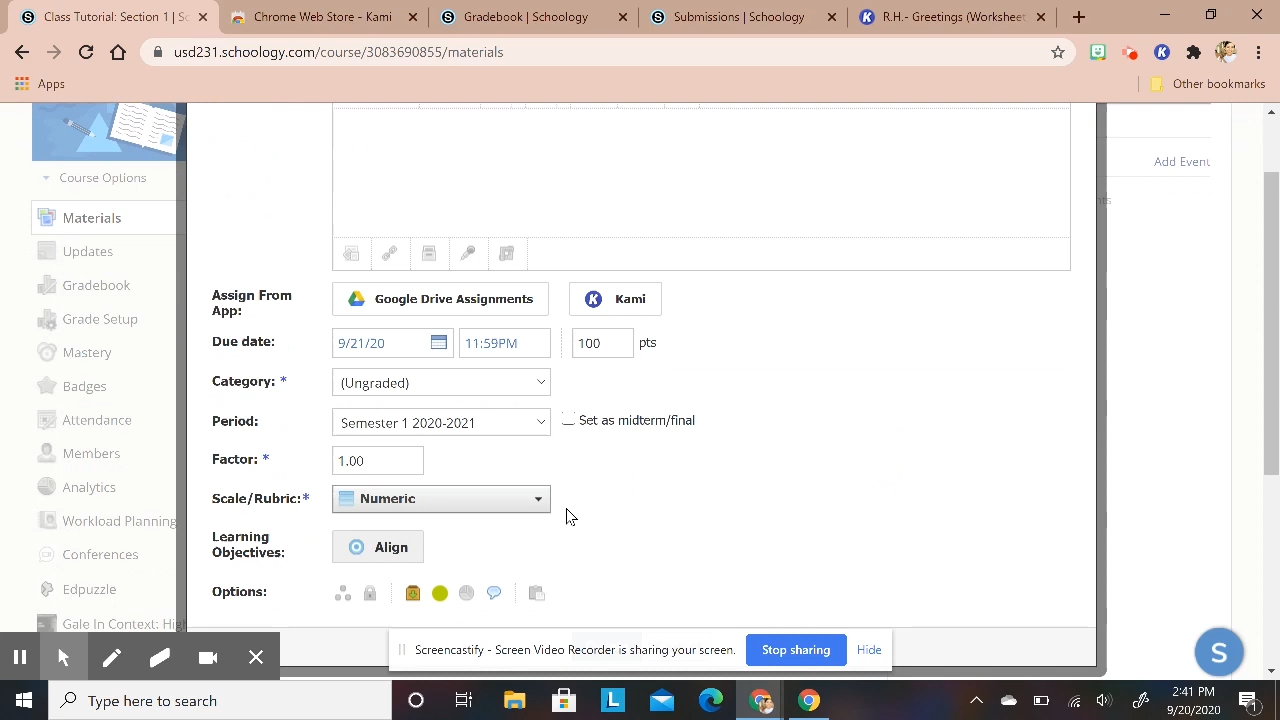 Class Tutorial: Section 1 | Sc
Chrome Web Store - Kami
Gradebook | Schoology
Submissions | Schoology
R.H.- Greetings (Worksheet
usd231.schoology.com/course/3083690855/materials
Apps
Other bookmarks
Course Options
Add Event
Materials
Updates
Gradebook
Assign From
App:
Google Drive Assignments
Kami
Grade Setup
Due date:
9/21/20
11:59PM
100
pts
Mastery
Category: *
(Ungraded)
Badges
Attendance
Period:
Semester 1 2020-2021
Set as midterm/final
Members
Factor: *
1.00
Analytics
Scale/Rubric:*
Numeric
Workload Planning
Learning
Objectives:
Align
Conferences
Edpuzzle
Options:
Gale In Context: Hig
Screencastify - Screen Video Recorder is sharing your screen.
Stop sharing
Hide
S
Type here to search
L
2:41 PM
9/20/2020